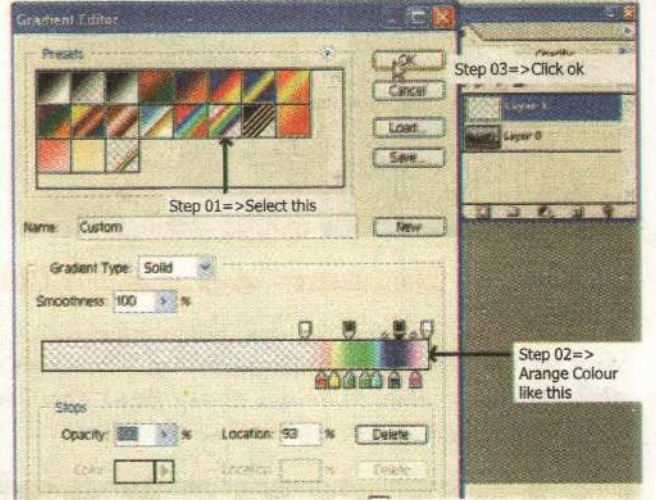 Gradient Editor
Presets
OK
Step 03=>Click ok
Cancel
Layer 1
Load...
Layer 0
Save...
Step 01=>Select this
Name: Custom
New
Gradient Type: Solid
Smoothness: 100 %
Step 02=>
Arange Colour
like this
Stops
Opacity: % Location: 93 % Delete
Color: Location: % Delete